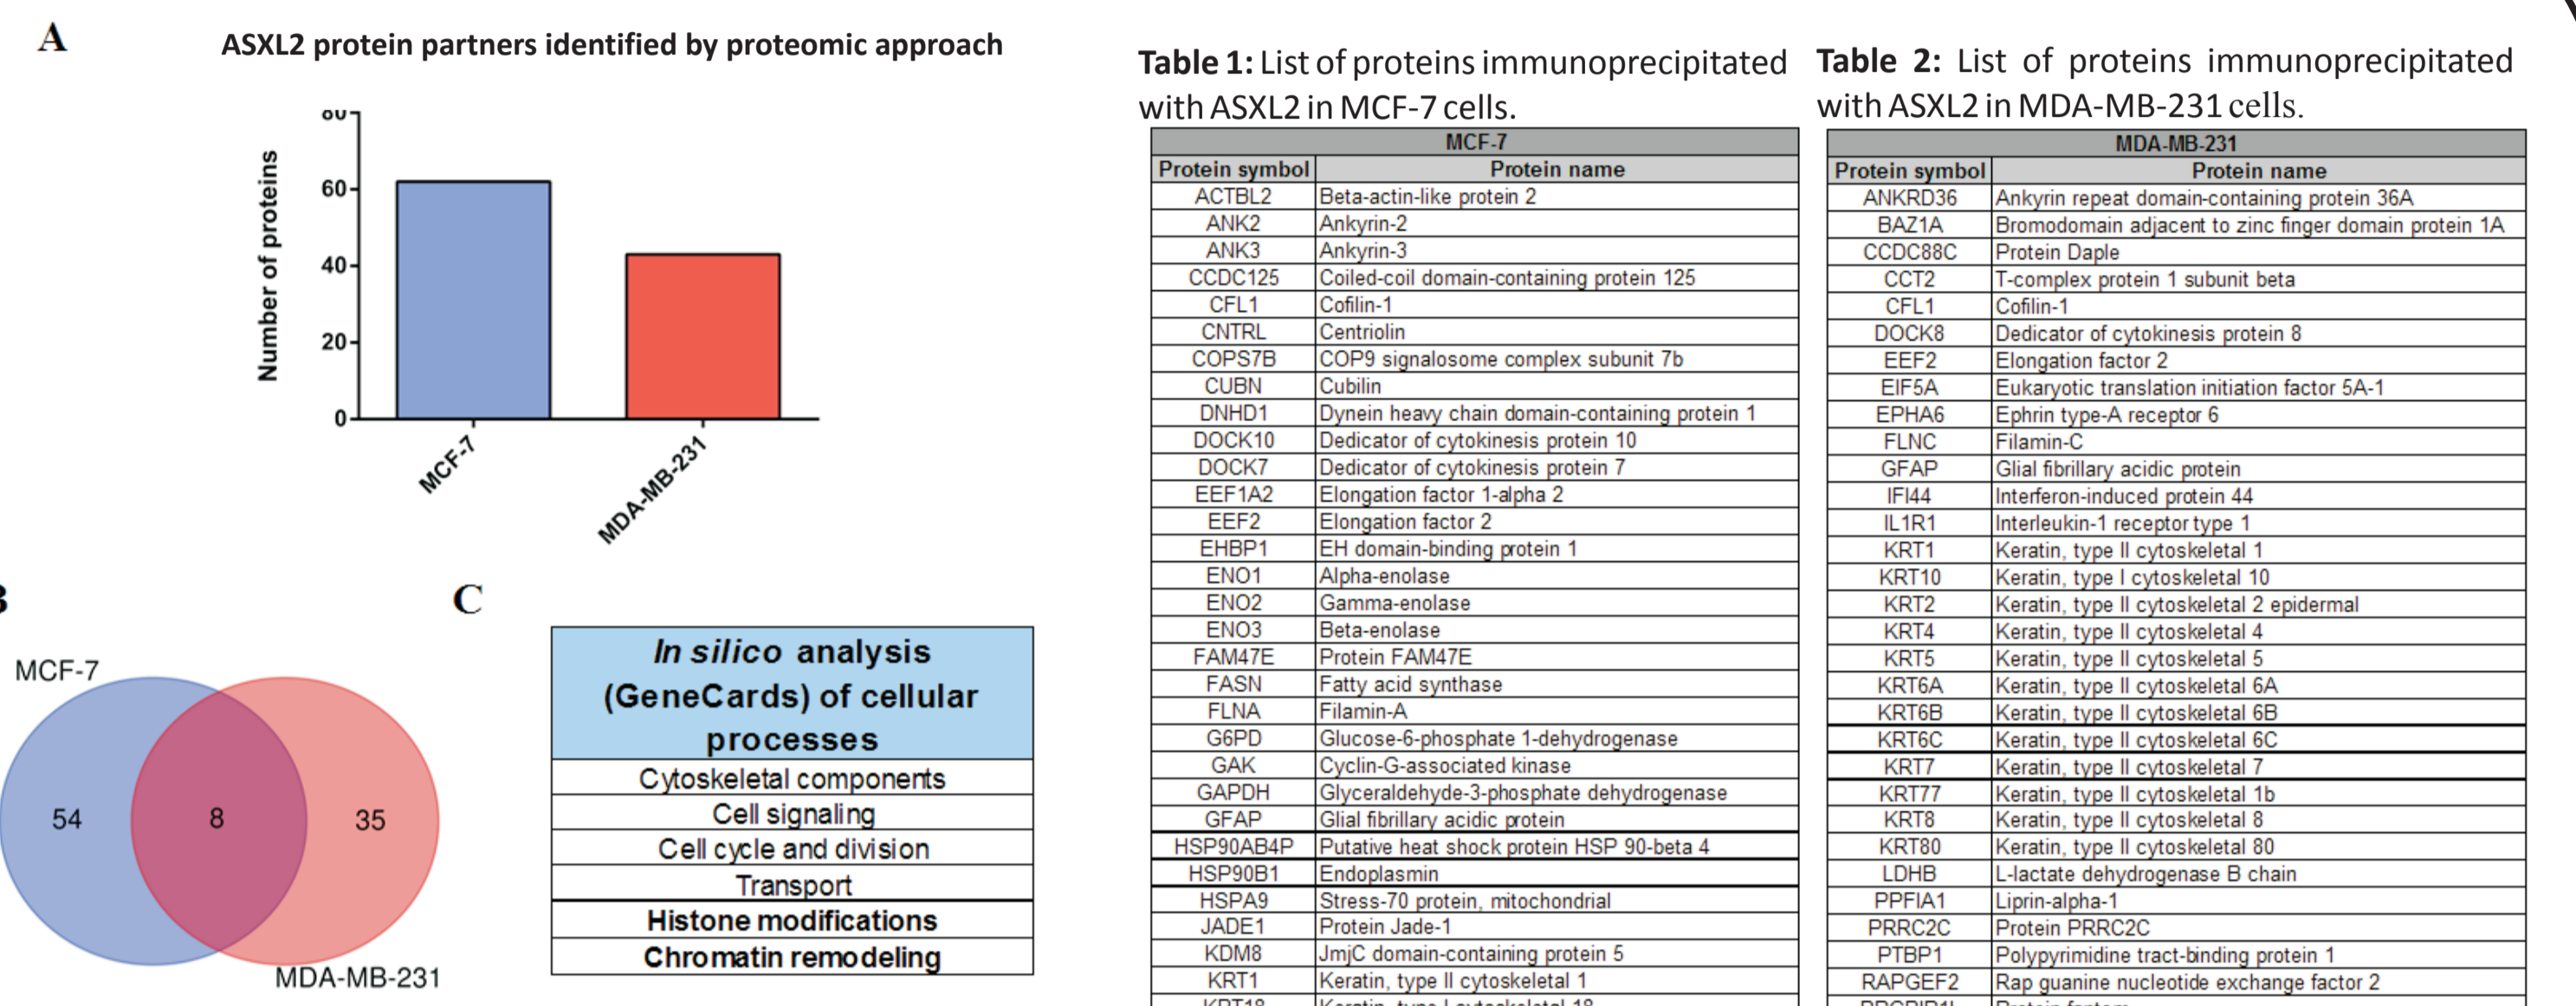 A
ASXL2 protein partners identified by proteomic approach
Number of proteins
80
60
40
20
0
MCF-7
MDA-MB-231
B
MCF-7
54
8
35
MDA-MB-231
C
In silico analysis
(GeneCards) of cellular
processes
Cytoskeletal components
Cell signaling
Cell cycle and division
Transport
Histone modifications
Chromatin remodeling
Table 1: List of proteins immunoprecipitated
with ASXL2 in MCF-7 cells.
MCF-7
Protein symbol Protein name
ACTBL2 Beta-actin-like protein 2
ANK2 Ankyrin-2
ANK3 Ankyrin-3
CCDC125 Coiled-coil domain-containing protein 125
CFL1 Cofilin-1
CNTRL Centriolin
COPS7B COP9 signalosome complex subunit 7b
CUBN Cubilin
DNHD1 Dynein heavy chain domain-containing protein 1
DOCK10 Dedicator of cytokinesis protein 10
DOCK7 Dedicator of cytokinesis protein 7
EEF1A2 Elongation factor 1-alpha 2
EEF2 Elongation factor 2
EHBP1 EH domain-binding protein 1
ENO1 Alpha-enolase
ENO2 Gamma-enolase
ENO3 Beta-enolase
FAM47E Protein FAM47E
FASN Fatty acid synthase
FLNA Filamin-A
G6PD Glucose-6-phosphate 1-dehydrogenase
GAK Cyclin-G-associated kinase
GAPDH Glyceraldehyde-3-phosphate dehydrogenase
GFAP Glial fibrillary acidic protein
HSP90AB4P Putative heat shock protein HSP 90-beta 4
HSP90B1 Endoplasmin
HSPA9 Stress-70 protein, mitochondrial
JADE1 Protein Jade-1
KDM8 JmjC domain-containing protein 5
KRT1 Keratin, type II cytoskeletal 1
KRT18 Keratin, type I cytoskeletal 18
Table 2: List of proteins immunoprecipitated
with ASXL2 in MDA-MB-231 cells.
MDA-MB-231
Protein symbol Protein name
ANKRD36 Ankyrin repeat domain-containing protein 36A
BAZ1A Bromodomain adjacent to zinc finger domain protein 1A
CCDC88C Protein Daple
CCT2 T-complex protein 1 subunit beta
CFL1 Cofilin-1
DOCK8 Dedicator of cytokinesis protein 8
EEF2 Elongation factor 2
EIF5A Eukaryotic translation initiation factor 5A-1
EPHA6 Ephrin type-A receptor 6
FLNC Filamin-C
GFAP Glial fibrillary acidic protein
IFI44 Interferon-induced protein 44
IL1R1 Interleukin-1 receptor type 1
KRT1 Keratin, type II cytoskeletal 1
KRT10 Keratin, type I cytoskeletal 10
KRT2 Keratin, type II cytoskeletal 2 epidermal
KRT4 Keratin, type II cytoskeletal 4
KRT5 Keratin, type II cytoskeletal 5
KRT6A Keratin, type II cytoskeletal 6A
KRT6B Keratin, type II cytoskeletal 6B
KRT6C Keratin, type II cytoskeletal 6C
KRT7 Keratin, type II cytoskeletal 7
KRT77 Keratin, type II cytoskeletal 1b
KRT8 Keratin, type II cytoskeletal 8
KRT80 Keratin, type II cytoskeletal 80
LDHB L-lactate dehydrogenase B chain
PPFIA1 Liprin-alpha-1
PRRC2C Protein PRRC2C
PTBP1 Polypyrimidine tract-binding protein 1
RAPGEF2 Rap guanine nucleotide exchange factor 2